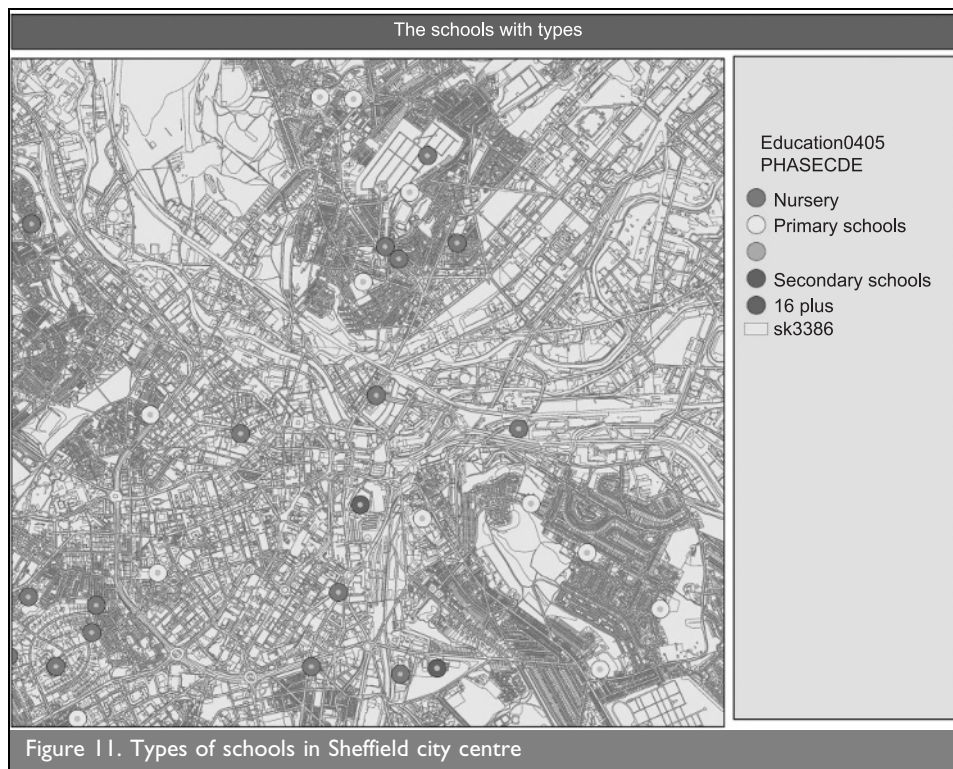 The schools with types
Education0405
PHASECDE
Nursery
Primary schools
Secondary schools
16 plus
sk3386
Figure 11. Types of schools in Sheffield city centre